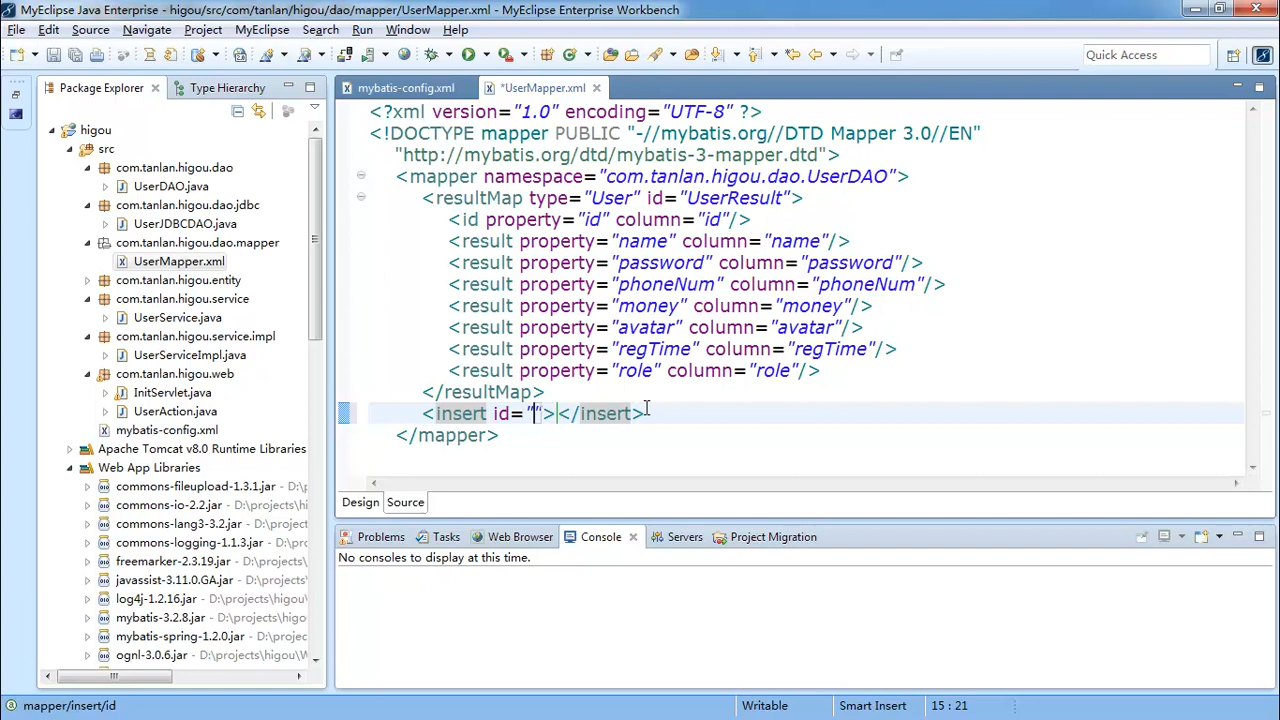 MyEclipse Java Enterprise - higou/src/com/tanlan/higou/dao/mapper/UserMapper.xml - MyEclipse Enterprise Workbench
File Edit Source Navigate Project MyEclipse Search Run Window Help
Quick Access
Package Explorer Type Hierarchy
higou
src
com.tanlan.higou.dao
UserDAO.java
com.tanlan.higou.dao.jdbc
UserJDBCDAO.java
com.tanlan.higou.dao.mapper
UserMapper.xml
com.tanlan.higou.entity
com.tanlan.higou.service
UserService.java
com.tanlan.higou.service.impl
UserServiceImpl.java
com.tanlan.higou.web
InitServlet.java
UserAction.java
mybatis-config.xml
Apache Tomcat v8.0 Runtime Libraries
Web App Libraries
commons-fileupload-1.3.1.jar
commons-io-2.2.jar
commons-lang3-3.2.jar
commons-logging-1.1.3.jar
freemarker-2.3.19.jar
javassist-3.11.0.GA.jar
log4j-1.2.16.jar
mybatis-3.2.8.jar
mybatis-spring-1.2.0.jar
ognl-3.0.6.jar
mybatis-config.xml *UserMapper.xml
<?xml version="1.0" encoding="UTF-8" ?>
<!DOCTYPE mapper PUBLIC "-//mybatis.org//DTD Mapper 3.0//EN"
"http://mybatis.org/dtd/mybatis-3-mapper.dtd">
<mapper namespace="com.tanlan.higou.dao.UserDAO">
<resultMap type="User" id="UserResult">
<id property="id" column="id"/>
<result property="name" column="name"/>
<result property="password" column="password"/>
<result property="phoneNum" column="phoneNum"/>
<result property="money" column="money"/>
<result property="avatar" column="avatar"/>
<result property="regTime" column="regTime"/>
<result property="role" column="role"/>
</resultMap>
<insert id=""></insert>
</mapper>
Design Source
Problems Tasks Web Browser Console Servers Project Migration
No consoles to display at this time.
mapper/insert/id Writable Smart Insert 15 : 21